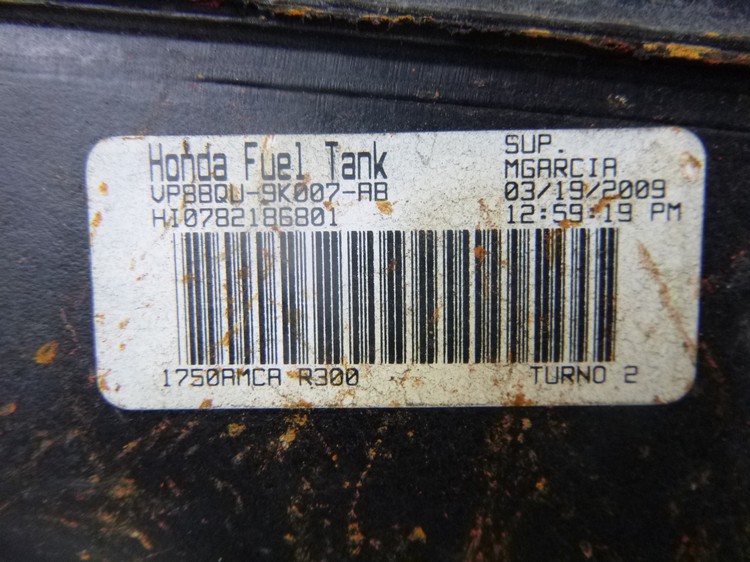 Honda Fuel Tank
VP8BQU-9K007-AB
HI0782186801
SUP.
MGARCIA
03/19/2009
12:59:19 PM
1750AMCA R300
TURNO 2